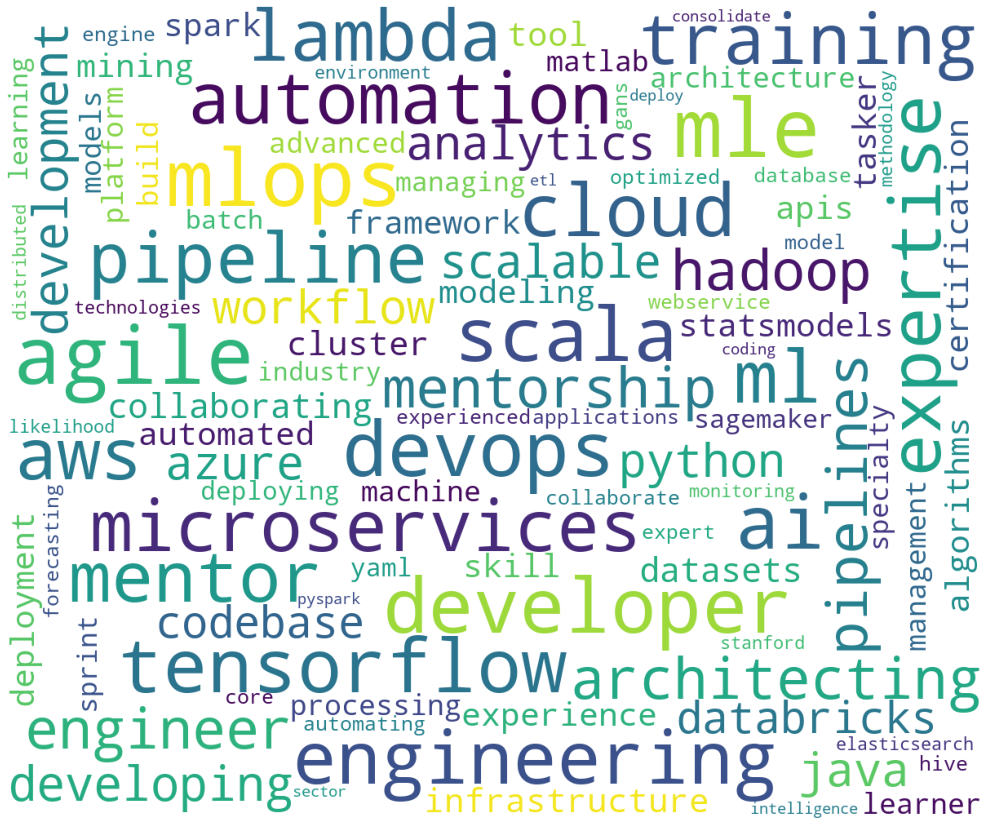 engine
spark
lambda
tool
consolidate
training
learning
development
mining
environment
matlab
architecture
models
platform
build
automation
gans
deploy
mle
tasker
methodology
expertise
certification
advanced
analytics
mlops
managing
etl
optimized
database
batch
framework
cloud
apis
distributed
pipeline
scalable
model
hadoop
technologies
workflow
modeling
webservice
statsmodels
agile
cluster
scala
coding
industry
mentorship
ml
collaborating
experienced
applications
sagemaker
likelihood
automated
aws
azure
devops
python
pipelines
specialty
algorithms
management
deploying
machine
collaborate
monitoring
forecasting
deployment
microservices
expert
ai
mentor
yaml
skill
datasets
pyspark
developer
codebase
sprint
stanford
tensorflow
architecting
core
processing
experience
databricks
engineer
automating
engineering
elasticsearch
hive
java
developing
sector
infrastructure
intelligence
learner